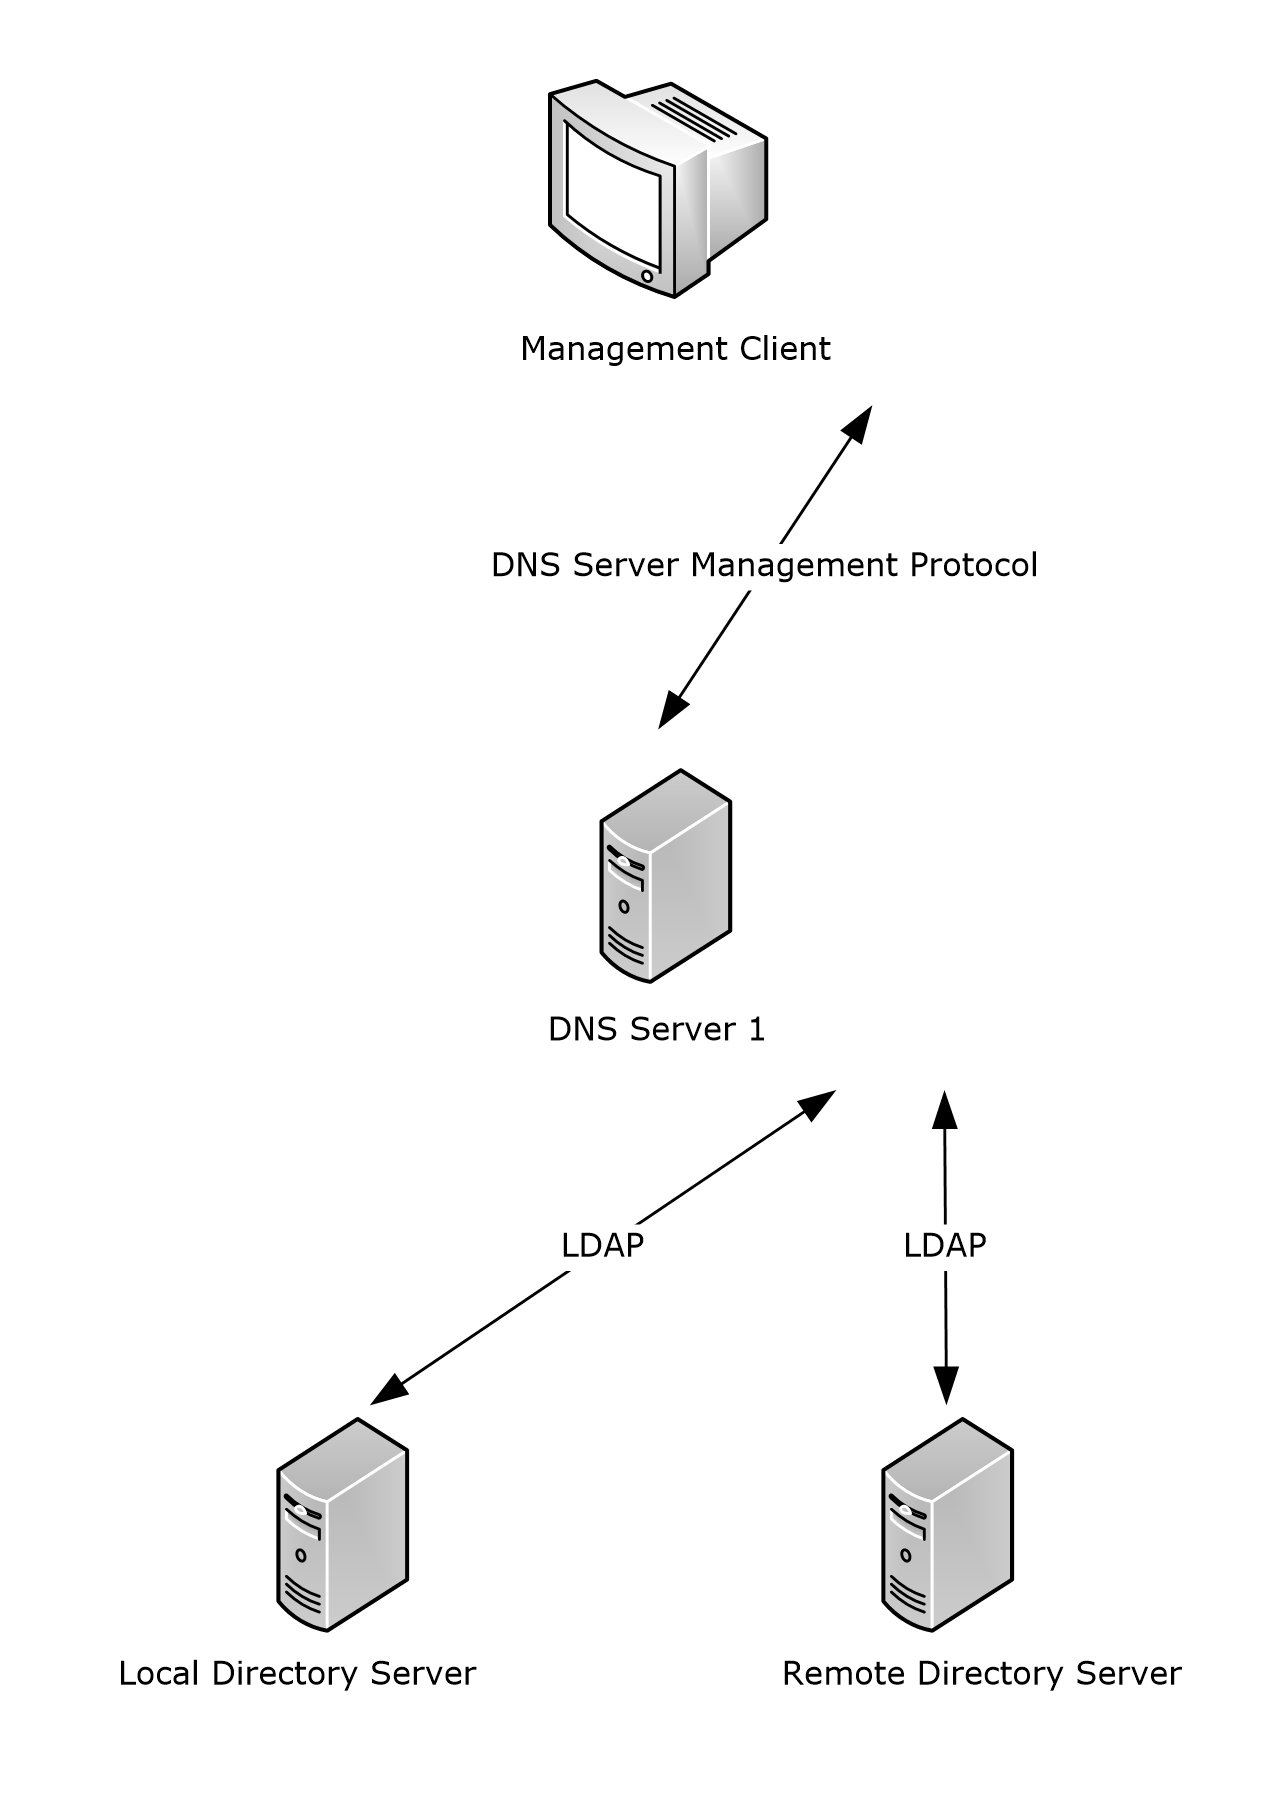 Management Client
DNS Server Management Protocol
DNS Server 1
LDAP
LDAP
Local Directory Server
Remote Directory Server